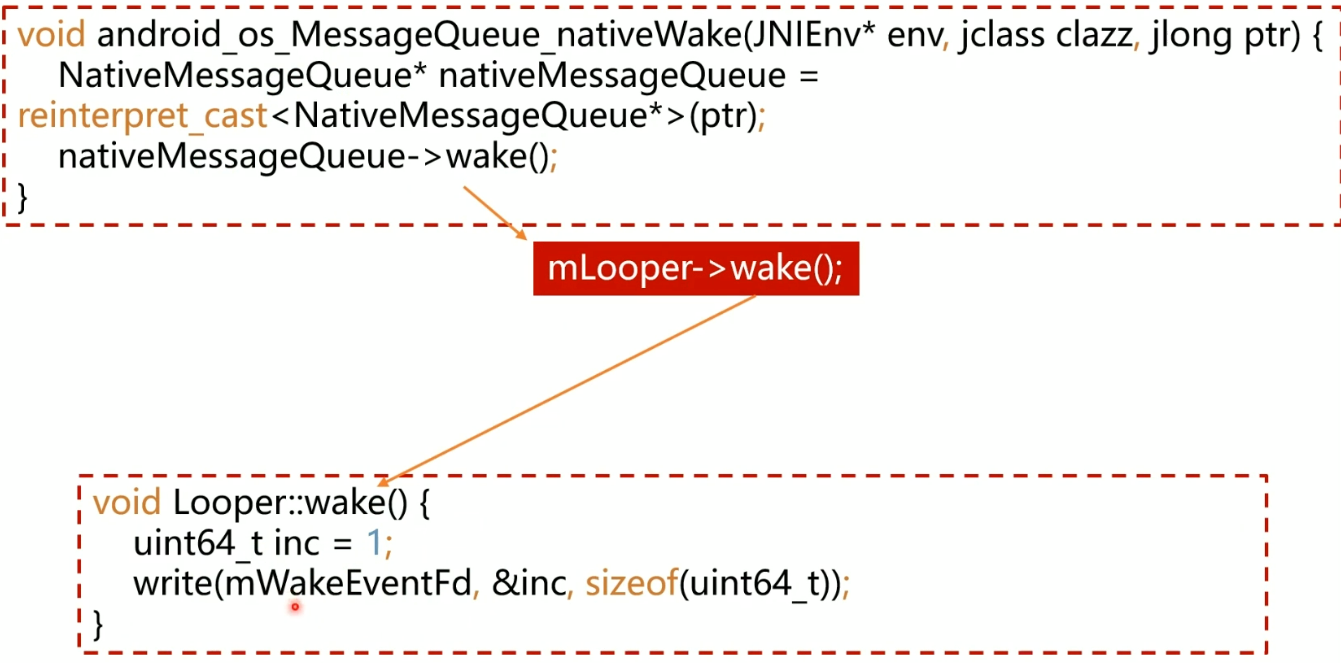 void android_os_MessageQueue_nativeWake(JNIEnv* env, jclass clazz, jlong ptr) {
NativeMessageQueue* nativeMessageQueue =
reinterpret_cast<NativeMessageQueue*>(ptr);
nativeMessageQueue->wake();
}
mLooper->wake();
void Looper::wake() {
uint64_t inc = 1;
write(mWakeEventFd, &inc, sizeof(uint64_t));
}